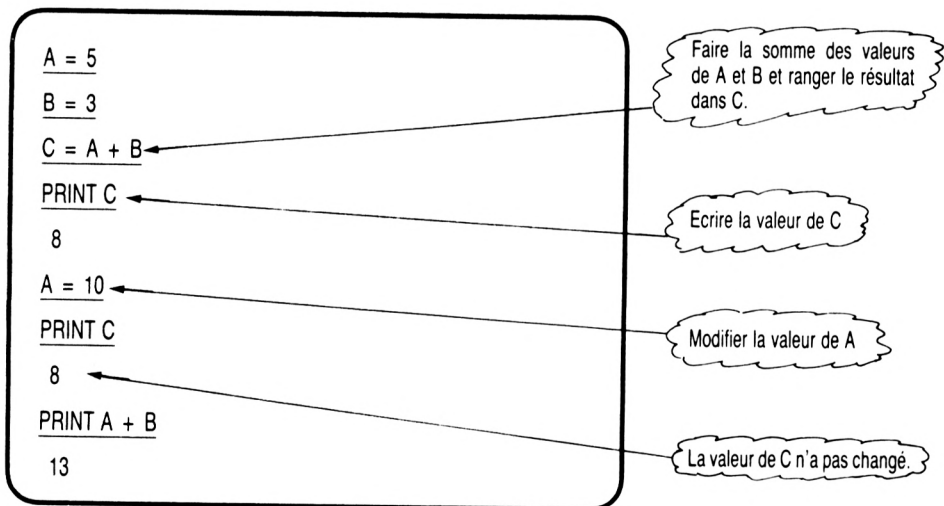 A = 5
B = 3
C = A + B
PRINT C
8
A = 10
PRINT C
8
PRINT A + B
13
Faire la somme des valeurs
de A et B et ranger le résultat
dans C.
Ecrire la valeur de C
Modifier la valeur de A
La valeur de C n'a pas changé.